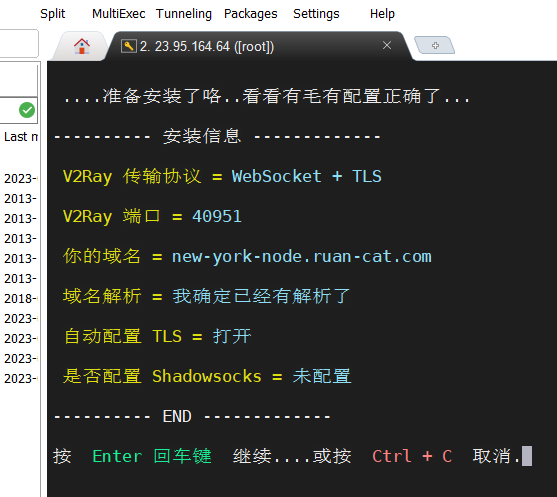 Split MultiExec Tunneling Packages Settings Help
2. 23.95.164.64 ([root])
....准备安装了咯..看看有毛有配置正确了...
---------- 安装信息 -------------
Last m
V2Ray 传输协议 = WebSocket + TLS
2023-
2013-
V2Ray 端口 = 40951
2013-
2013-
你的域名 = new-york-node.ruan-cat.com
2013-
2013-
域名解析 = 我确定已经有解析了
2018-
2023-
自动配置 TLS = 打开
2023-
2023-
是否配置 Shadowsocks = 未配置
2023-
---------- END -------------
按 Enter 回车键 继续....或按 Ctrl + C 取消.